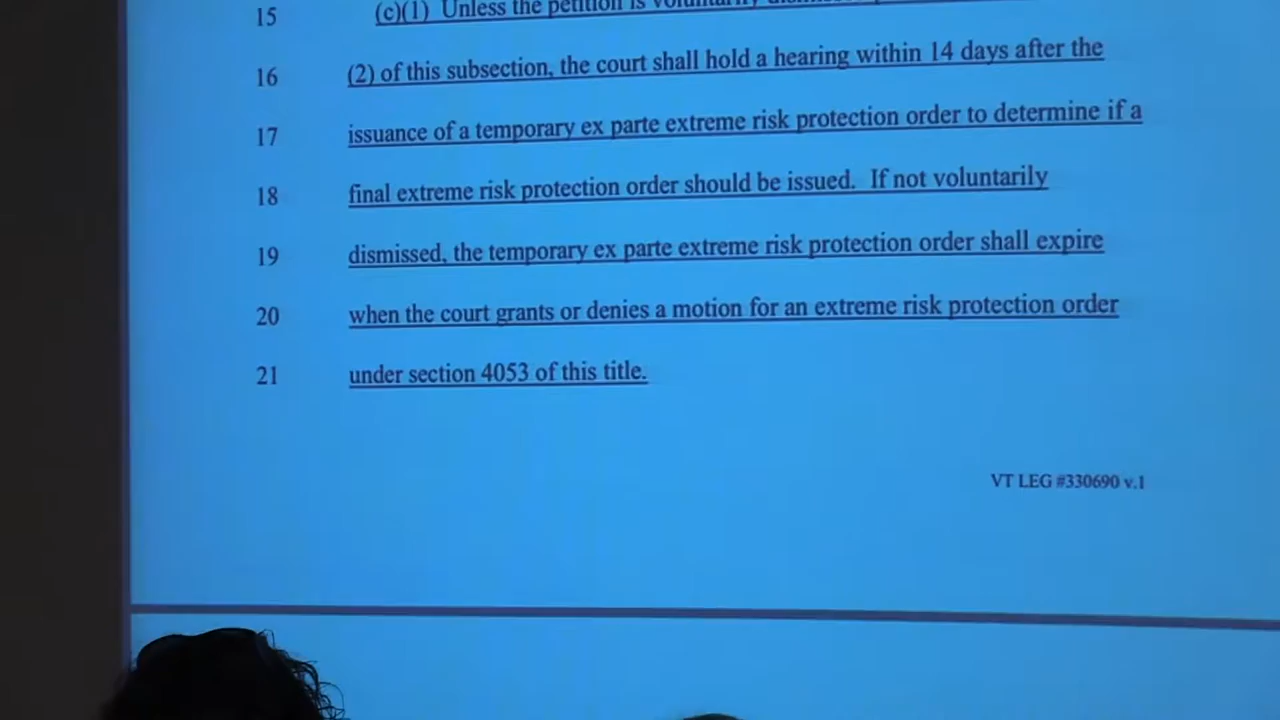 15 (c)(1) Unless the petition is voluntarily
16 (2) of this subsection, the court shall hold a hearing within 14 days after the
17 issuance of a temporary ex parte extreme risk protection order to determine if a
18 final extreme risk protection order should be issued. If not voluntarily
19 dismissed, the temporary ex parte extreme risk protection order shall expire
20 when the court grants or denies a motion for an extreme risk protection order
21 under section 4053 of this title.
VT LEG #330690 v.1